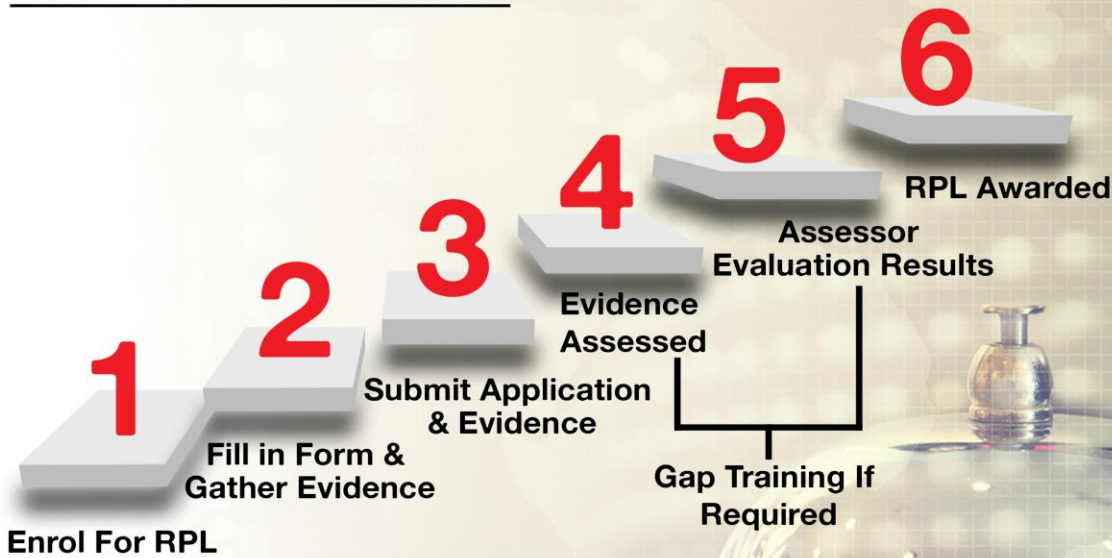 1
Enrol For RPL
2
Fill in Form &
Gather Evidence
3
Submit Application
& Evidence
4
Evidence
Assessed
5
Assessor
Evaluation Results
Gap Training If
Required
6
RPL Awarded